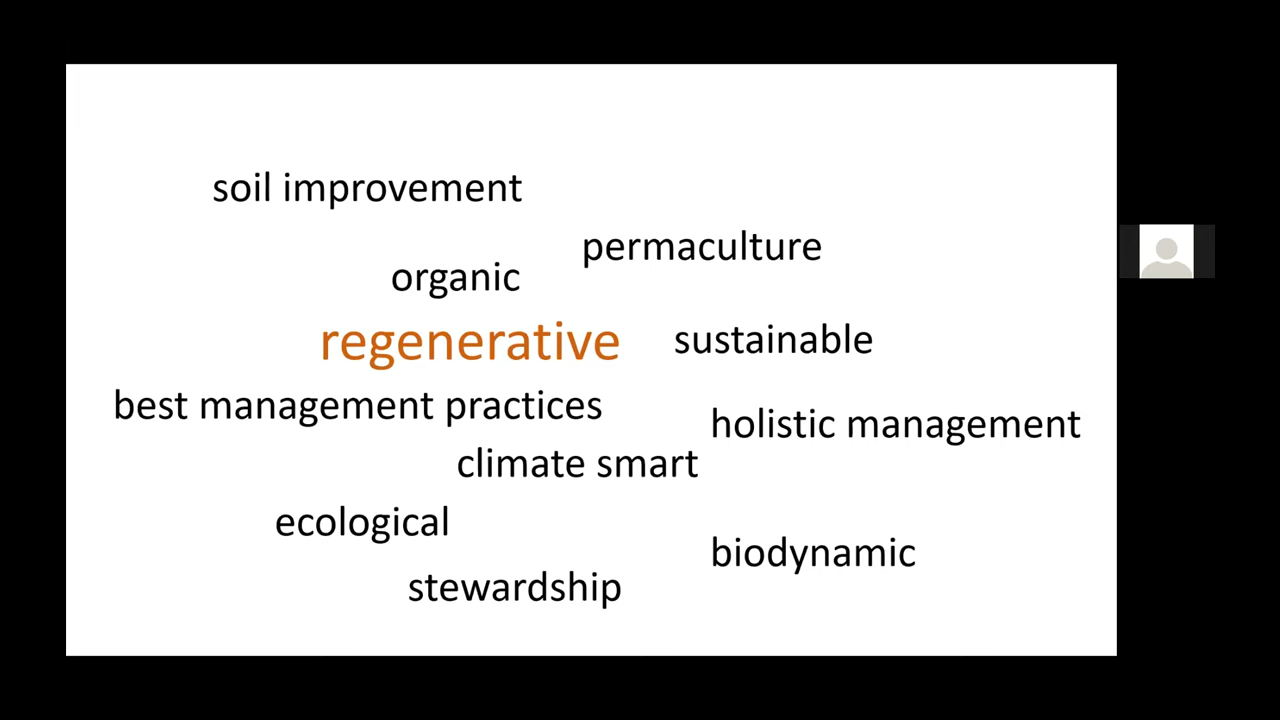 soil improvement
permaculture
organic
regenerative
sustainable
best management practices
holistic management
climate smart
ecological
biodynamic
stewardship